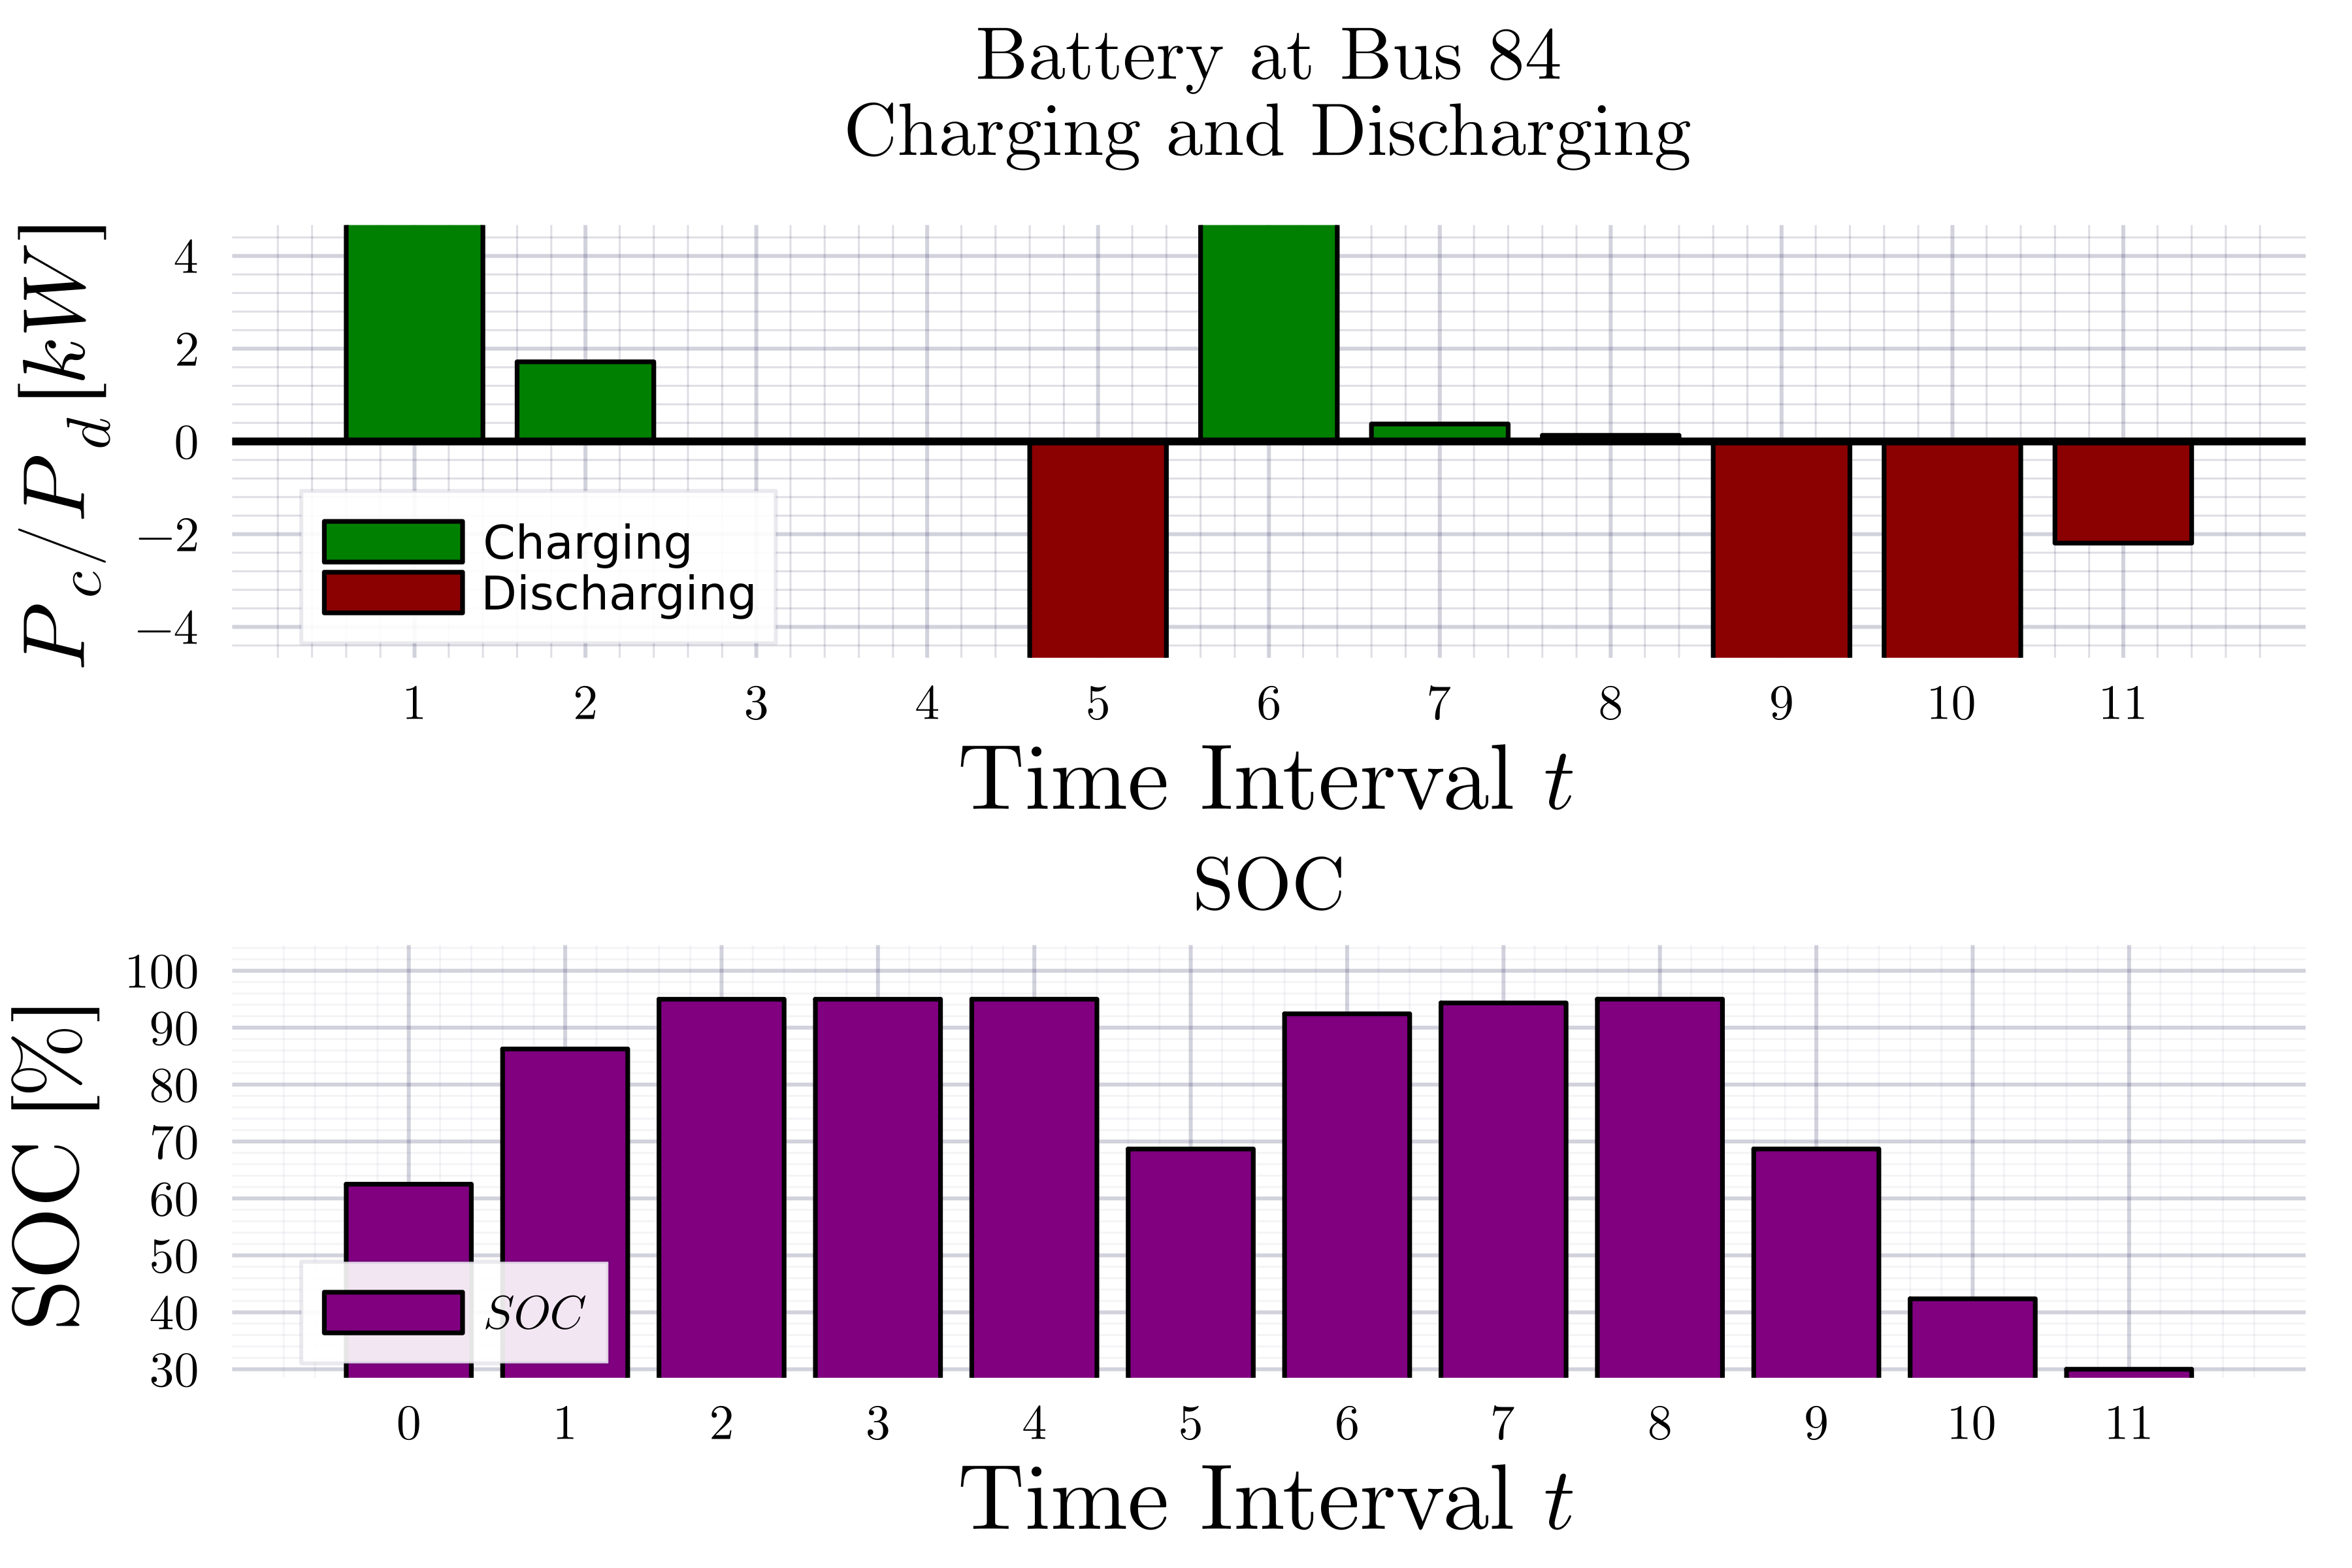 Battery at Bus 84
Charging and Discharging
P_c/P_d [kW]
4
2
0
−2
−4
Charging
Discharging
1 2 3 4 5 6 7 8 9 10 11
Time Interval t
SOC
SOC [%]
100
90
80
70
60
50
40
30
SOC
0 1 2 3 4 5 6 7 8 9 10 11
Time Interval t